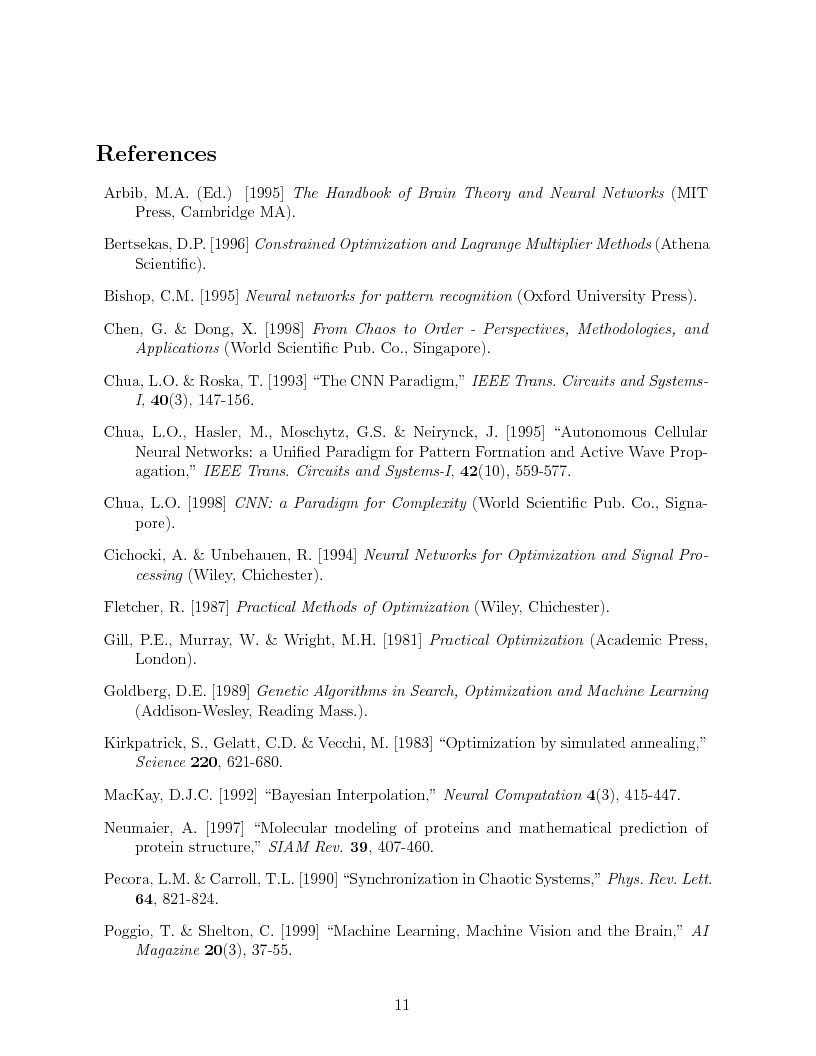 References
Arbib, M.A. (Ed.) [1995] The Handbook of Brain Theory and Neural Networks (MIT
Press, Cambridge MA).
Bertsekas, D.P. [1996] Constrained Optimization and Lagrange Multiplier Methods (Athena
Scientific).
Bishop, C.M. [1995] Neural networks for pattern recognition (Oxford University Press).
Chen, G. & Dong, X. [1998] From Chaos to Order - Perspectives, Methodologies, and
Applications (World Scientific Pub. Co., Singapore).
Chua, L.O. & Roska, T. [1993] “The CNN Paradigm,” IEEE Trans. Circuits and Systems-
I, 40(3), 147-156.
Chua, L.O., Hasler, M., Moschytz, G.S. & Neirynck, J. [1995] “Autonomous Cellular
Neural Networks: a Unified Paradigm for Pattern Formation and Active Wave Prop-
agation,” IEEE Trans. Circuits and Systems-I, 42(10), 559-577.
Chua, L.O. [1998] CNN: a Paradigm for Complexity (World Scientific Pub. Co., Signa-
pore).
Cichocki, A. & Unbehauen, R. [1994] Neural Networks for Optimization and Signal Pro-
cessing (Wiley, Chichester).
Fletcher, R. [1987] Practical Methods of Optimization (Wiley, Chichester).
Gill, P.E., Murray, W. & Wright, M.H. [1981] Practical Optimization (Academic Press,
London).
Goldberg, D.E. [1989] Genetic Algorithms in Search, Optimization and Machine Learning
(Addison-Wesley, Reading Mass.).
Kirkpatrick, S., Gelatt, C.D. & Vecchi, M. [1983] “Optimization by simulated annealing,”
Science 220, 621-680.
MacKay, D.J.C. [1992] “Bayesian Interpolation,” Neural Computation 4(3), 415-447.
Neumaier, A. [1997] “Molecular modeling of proteins and mathematical prediction of
protein structure,” SIAM Rev. 39, 407-460.
Pecora, L.M. & Carroll, T.L. [1990] “Synchronization in Chaotic Systems,” Phys. Rev. Lett.
64, 821-824.
Poggio, T. & Shelton, C. [1999] “Machine Learning, Machine Vision and the Brain,” AI
Magazine 20(3), 37-55.
11